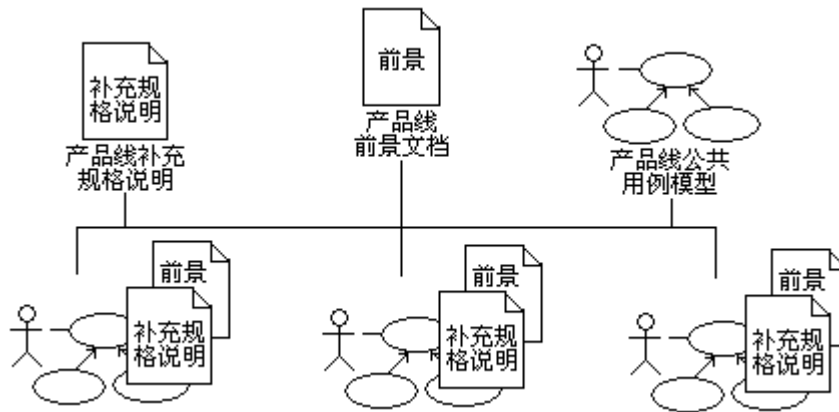 补充规
格说明
产品线补充
规格说明
前景
产品线
前景文档
产品线公共
用例模型
前景
补充规
格说明
前景
补充规
格说明
前景
补充规
格说明